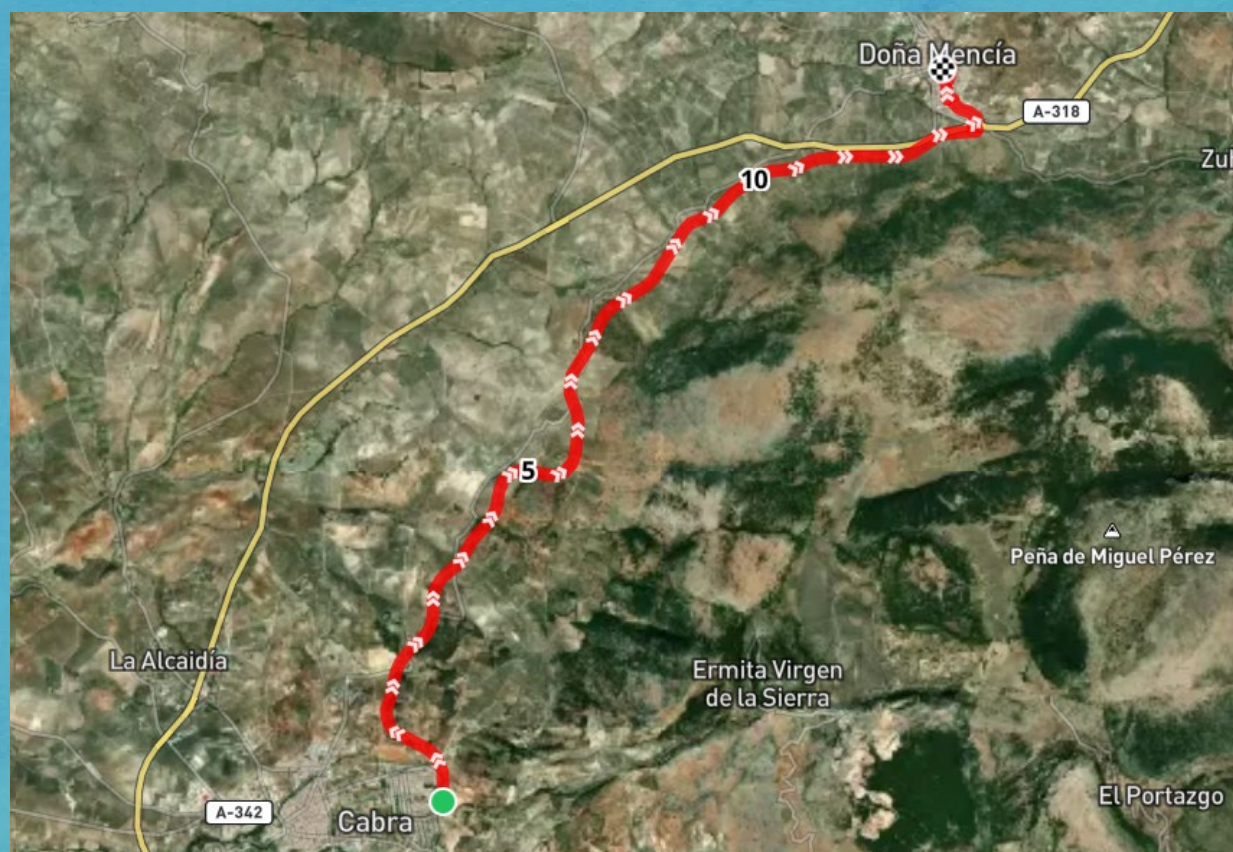 Doña Mencía
A-318
Zuh
10
5
Peña de Miguel Pérez
La Alcaidía
Ermita Virgen
de la Sierra
El Portazgo
A-342
Cabra